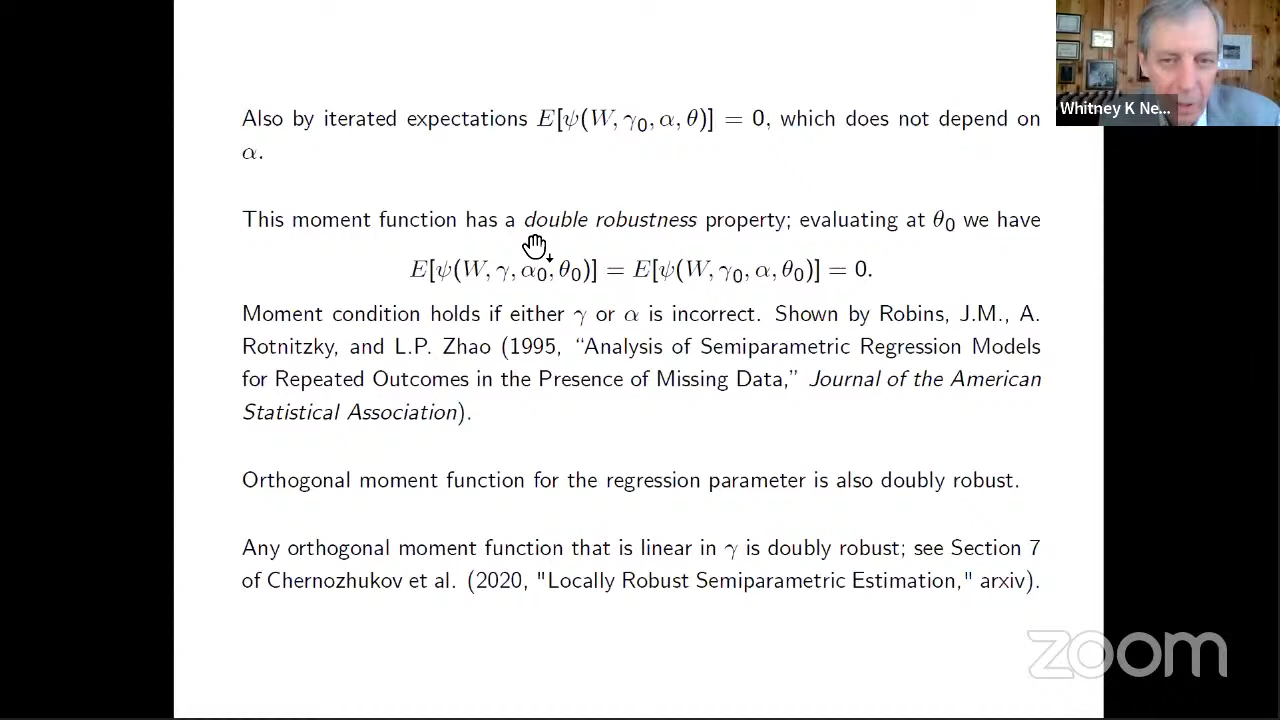 Also by iterated expectations E[ψ(W, γ₀, α, θ)] = 0, which does not depend on
α.
This moment function has a double robustness property; evaluating at θ₀ we have
E[ψ(W, γ, α₀, θ₀)] = E[ψ(W, γ₀, α, θ₀)] = 0.
Moment condition holds if either γ or α is incorrect. Shown by Robins, J.M., A.
Rotnitzky, and L.P. Zhao (1995, “Analysis of Semiparametric Regression Models
for Repeated Outcomes in the Presence of Missing Data,” Journal of the American
Statistical Association).
Orthogonal moment function for the regression parameter is also doubly robust.
Any orthogonal moment function that is linear in γ is doubly robust; see Section 7
of Chernozhukov et al. (2020, "Locally Robust Semiparametric Estimation," arxiv).
Whitney K Ne...
zoom